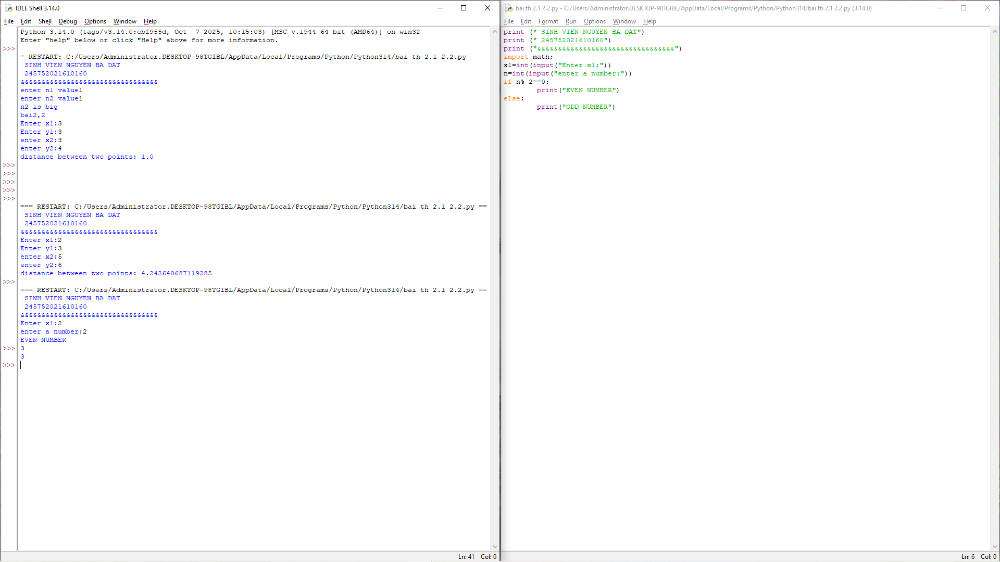 IDLE Shell 3.14.0
File Edit Shell Debug Options Window Help
Python 3.14.0 (tags/v3.14.0:ebf955d, Oct  7 2025, 10:15:03) [MSC v.1944 64 bit (AMD64)] on win32
Enter "help" below or click "Help" above for more information.
>>>
= RESTART: C:/Users/Administrator.DESKTOP-98TGIBL/AppData/Local/Programs/Python/Python314/bai th 2.1 2.2.py
 SINH VIEN NGUYEN BA DAT
 245752021610160
&&&&&&&&&&&&&&&&&&&&&&&&&&&&&&&&&
enter n1 value1
enter n2 value1
n2 is big
bai2,2
Enter x1:3
Enter y1:3
enter x2:3
enter y2:4
distance between two points: 1.0
>>>
>>>
>>>
>>>
>>>
=== RESTART: C:/Users/Administrator.DESKTOP-98TGIBL/AppData/Local/Programs/Python/Python314/bai th 2.1 2.2.py ==
 SINH VIEN NGUYEN BA DAT
 245752021610160
&&&&&&&&&&&&&&&&&&&&&&&&&&&&&&&&&
Enter x1:2
Enter y1:3
enter x2:5
enter y2:6
distance between two points: 4.242640687119285
>>>
=== RESTART: C:/Users/Administrator.DESKTOP-98TGIBL/AppData/Local/Programs/Python/Python314/bai th 2.1 2.2.py ==
 SINH VIEN NGUYEN BA DAT
 245752021610160
&&&&&&&&&&&&&&&&&&&&&&&&&&&&&&&&&
Enter x1:2
enter a number:2
EVEN NUMBER
>>> 3
3
>>>
Ln: 41 Col: 0
bai th 2.1 2.2.py - C:/Users/Administrator.DESKTOP-98TGIBL/AppData/Local/Programs/Python/Python314/bai th 2.1 2.2.py (3.14.0)
File Edit Format Run Options Window Help
print (" SINH VIEN NGUYEN BA DAT")
print (" 245752021610160")
print ("&&&&&&&&&&&&&&&&&&&&&&&&&&&&&&&&&")
import math;
x1=int(input("Enter x1:"))
n=int(input("enter a number:"))
if n% 2==0:
        print("EVEN NUMBER")
else:
        print("ODD NUMBER")
Ln: 6 Col: 0